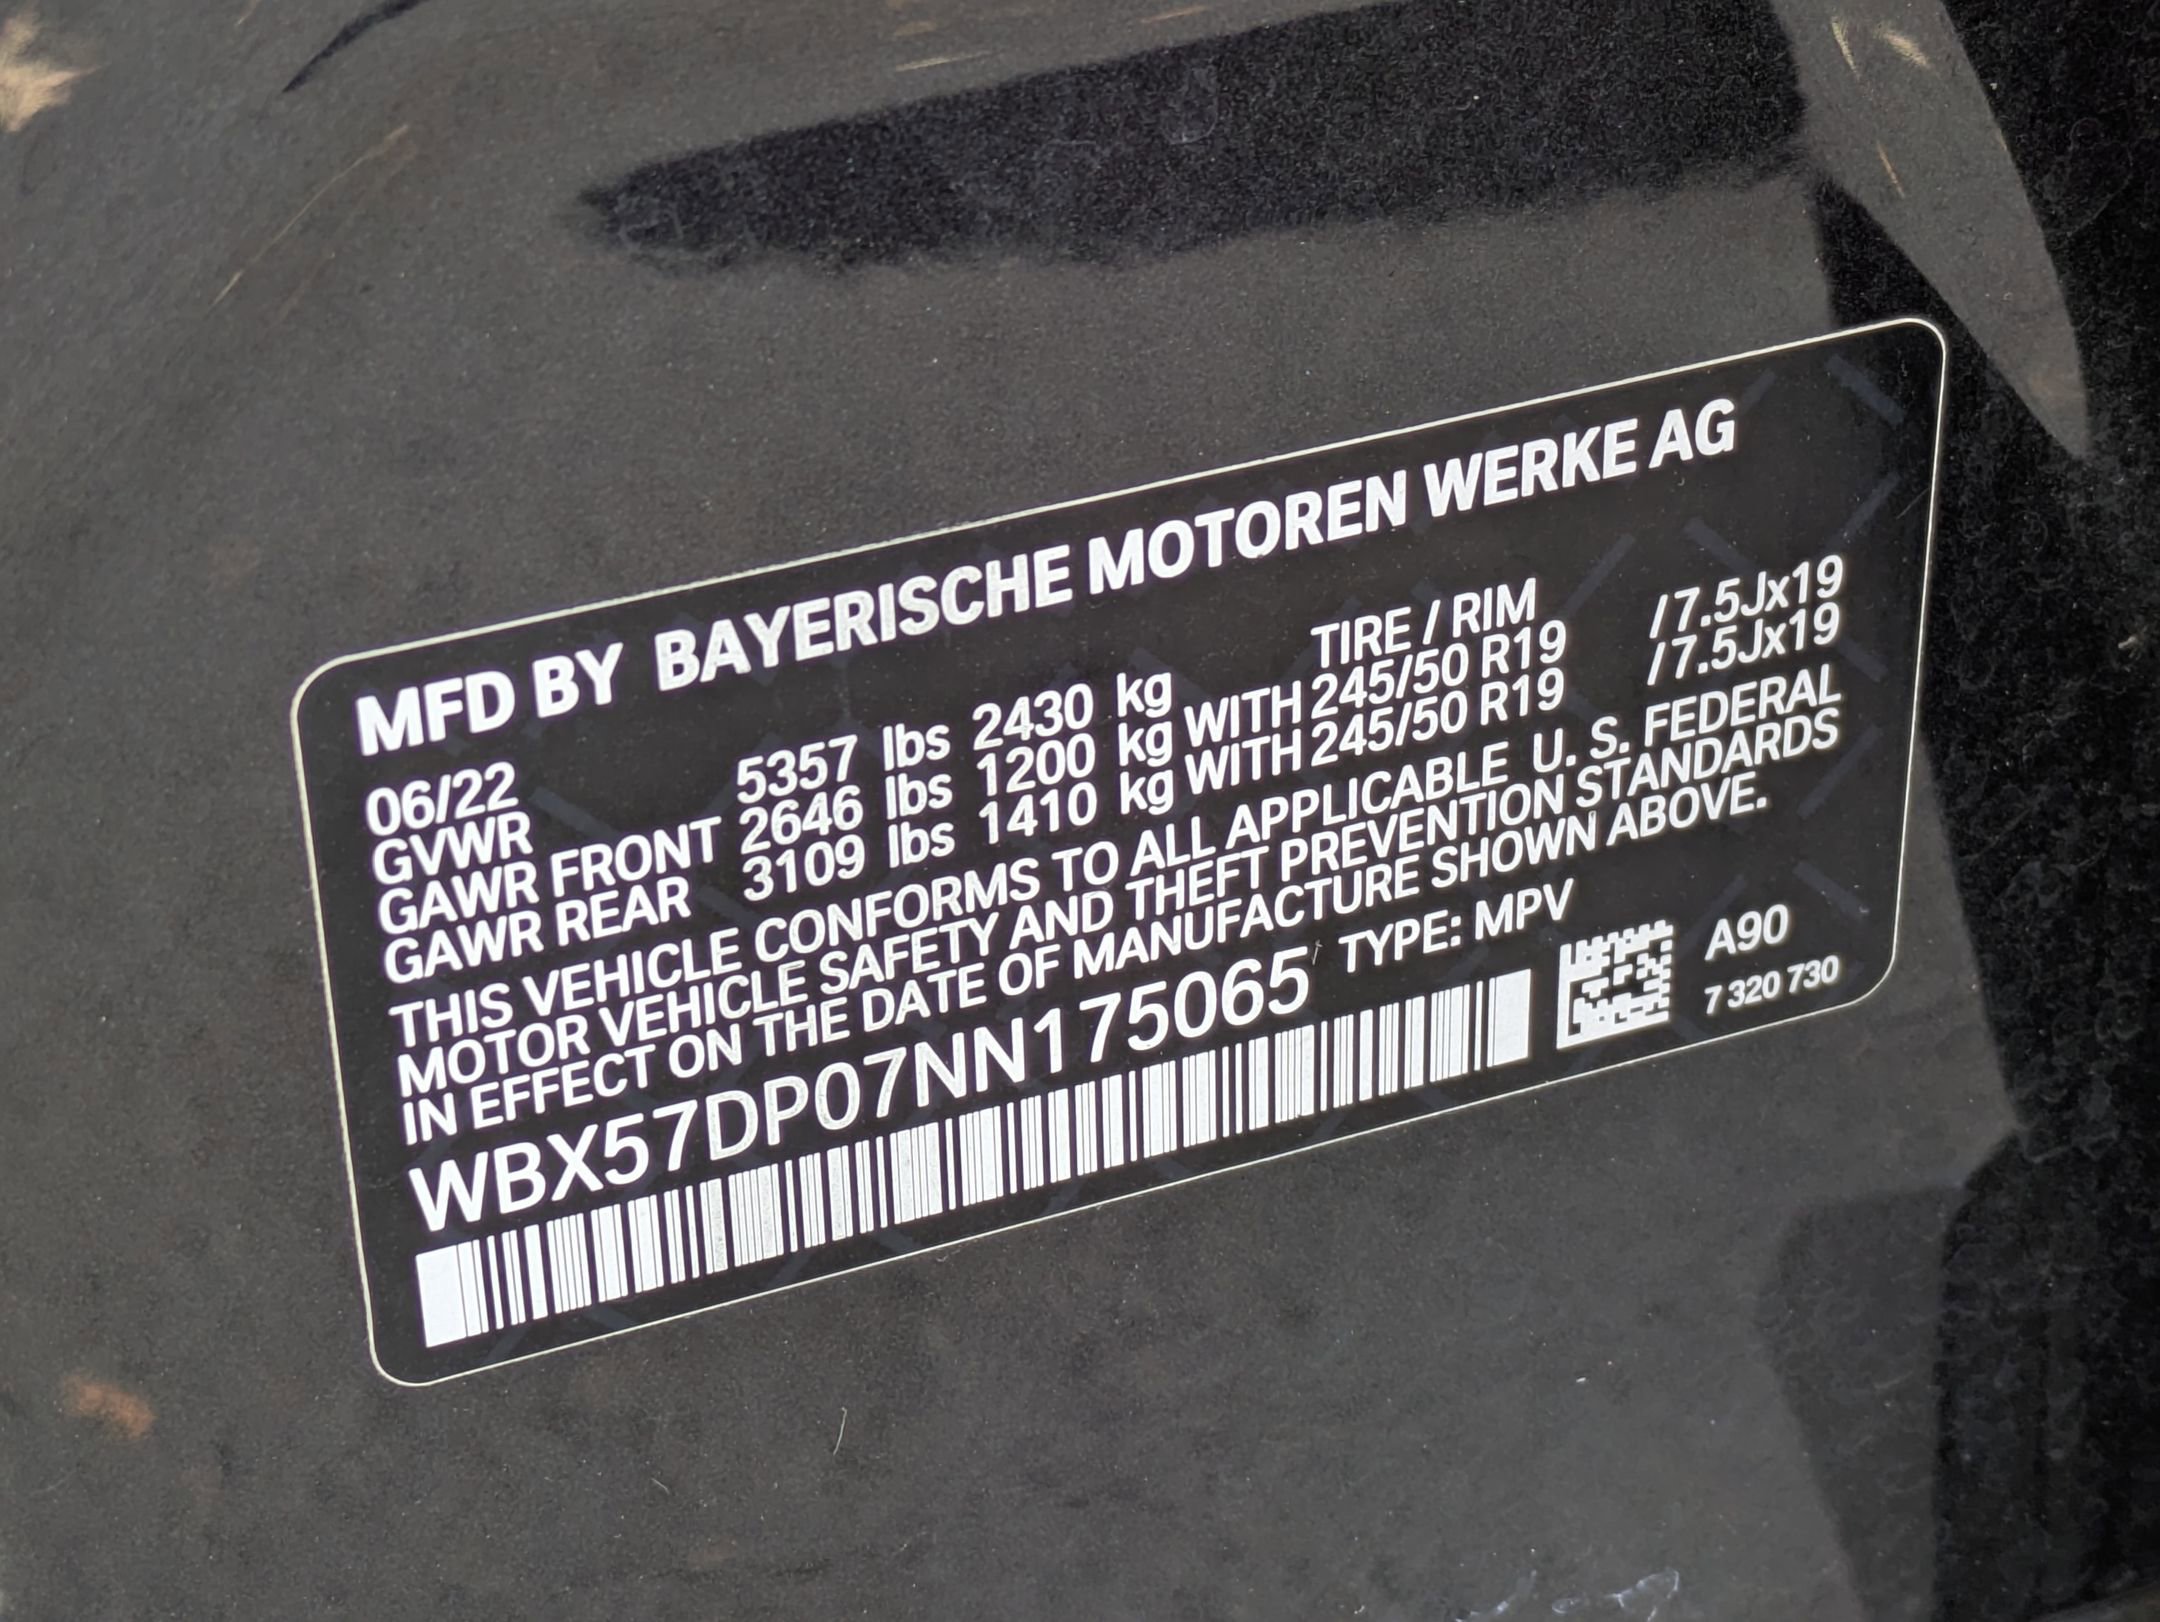 MFD BY BAYERISCHE MOTOREN WERKE AG
06/22 TIRE / RIM
GVWR 5357 lbs 2430 kg
GAWR FRONT 2646 lbs 1200 kg WITH 245/50 R19 /7.5Jx19
GAWR REAR 3109 lbs 1410 kg WITH 245/50 R19 /7.5Jx19
THIS VEHICLE CONFORMS TO ALL APPLICABLE U. S. FEDERAL
MOTOR VEHICLE SAFETY AND THEFT PREVENTION STANDARDS
IN EFFECT ON THE DATE OF MANUFACTURE SHOWN ABOVE.
WBX57DP07NN175065 TYPE: MPV
A90
7 320 730